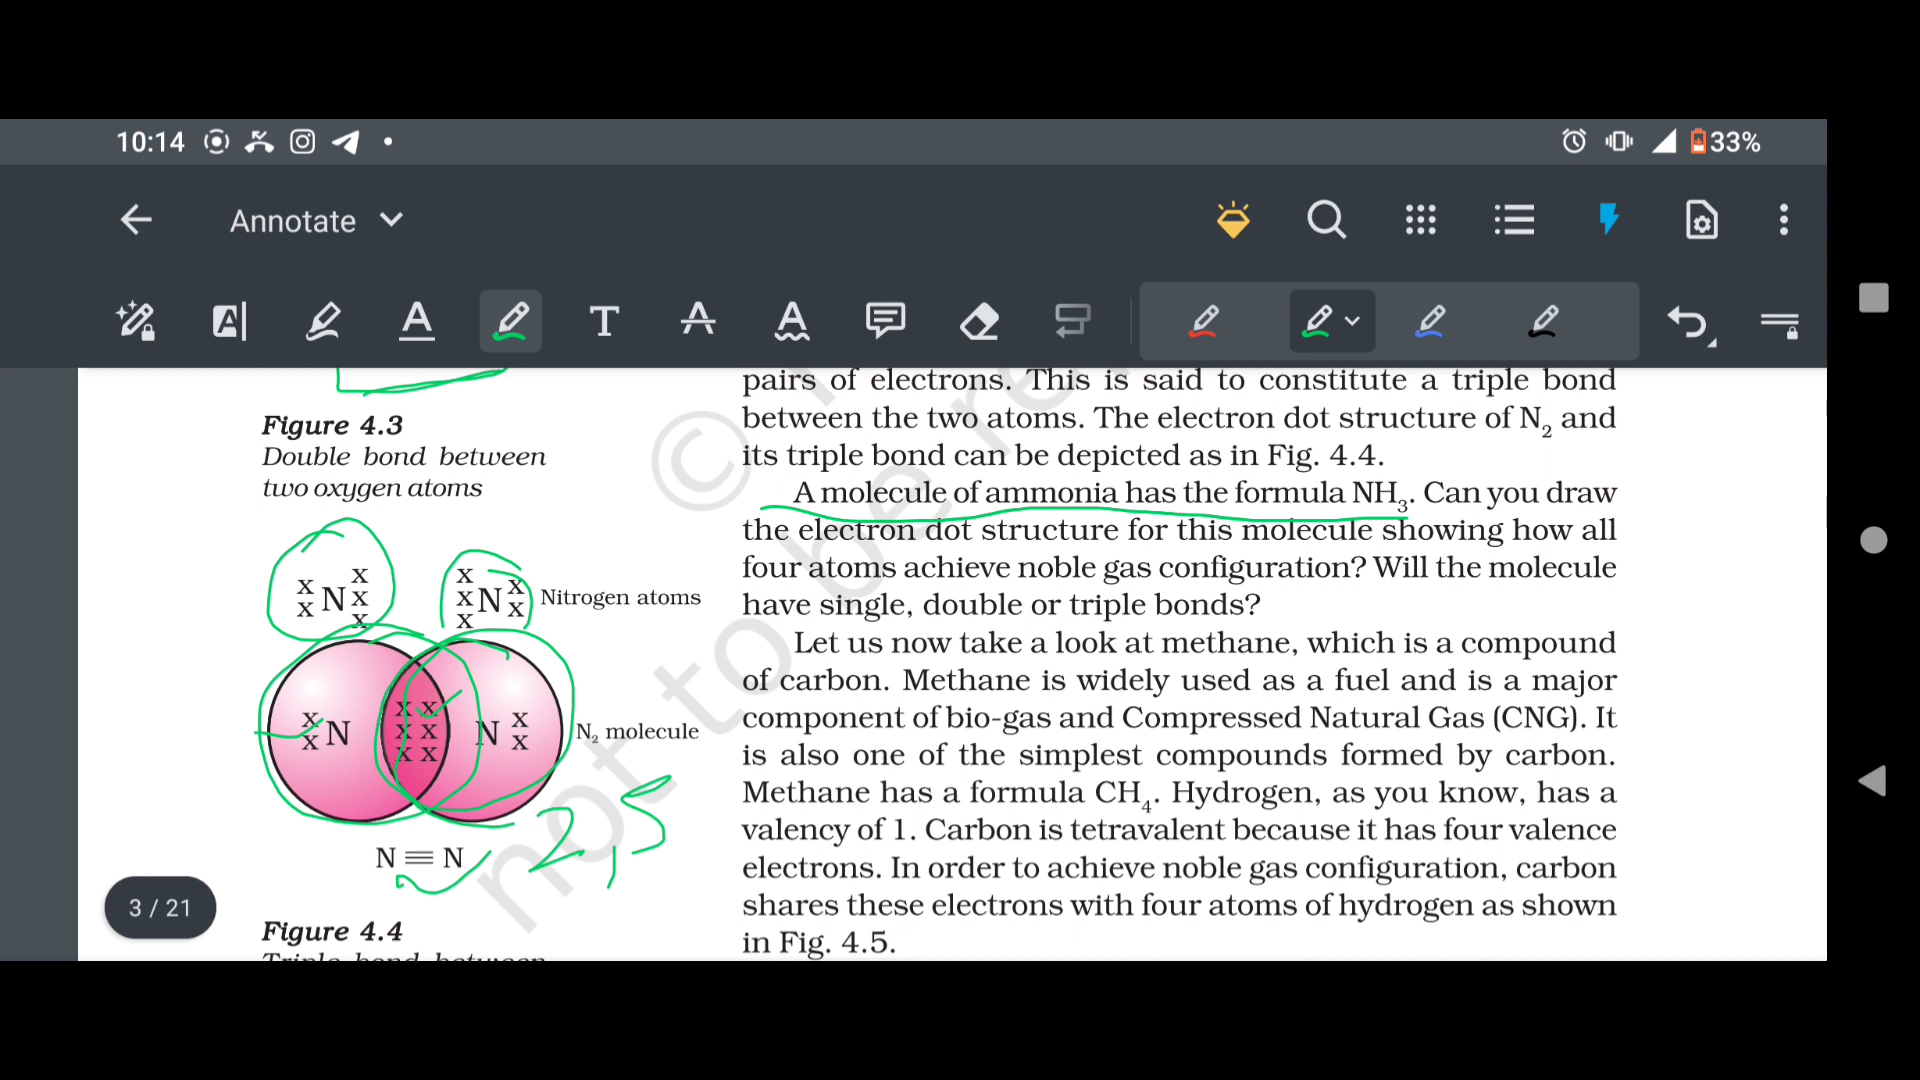 10:14
33%
Annotate
pairs of electrons. This is said to constitute a triple bond
between the two atoms. The electron dot structure of N₂ and
its triple bond can be depicted as in Fig. 4.4.
A molecule of ammonia has the formula NH₃. Can you draw
the electron dot structure for this molecule showing how all
four atoms achieve noble gas configuration? Will the molecule
have single, double or triple bonds?
Let us now take a look at methane, which is a compound
of carbon. Methane is widely used as a fuel and is a major
component of bio-gas and Compressed Natural Gas (CNG). It
is also one of the simplest compounds formed by carbon.
Methane has a formula CH₄. Hydrogen, as you know, has a
valency of 1. Carbon is tetravalent because it has four valence
electrons. In order to achieve noble gas configuration, carbon
shares these electrons with four atoms of hydrogen as shown
in Fig. 4.5.
Figure 4.3
Double bond between
two oxygen atoms
x x N x x x
x x x N x x
Nitrogen atoms
x x N x x x x x x N x x
N₂ molecule
N ≡ N
2,5
Figure 4.4
Triple bond between
3 / 21
© not to be re